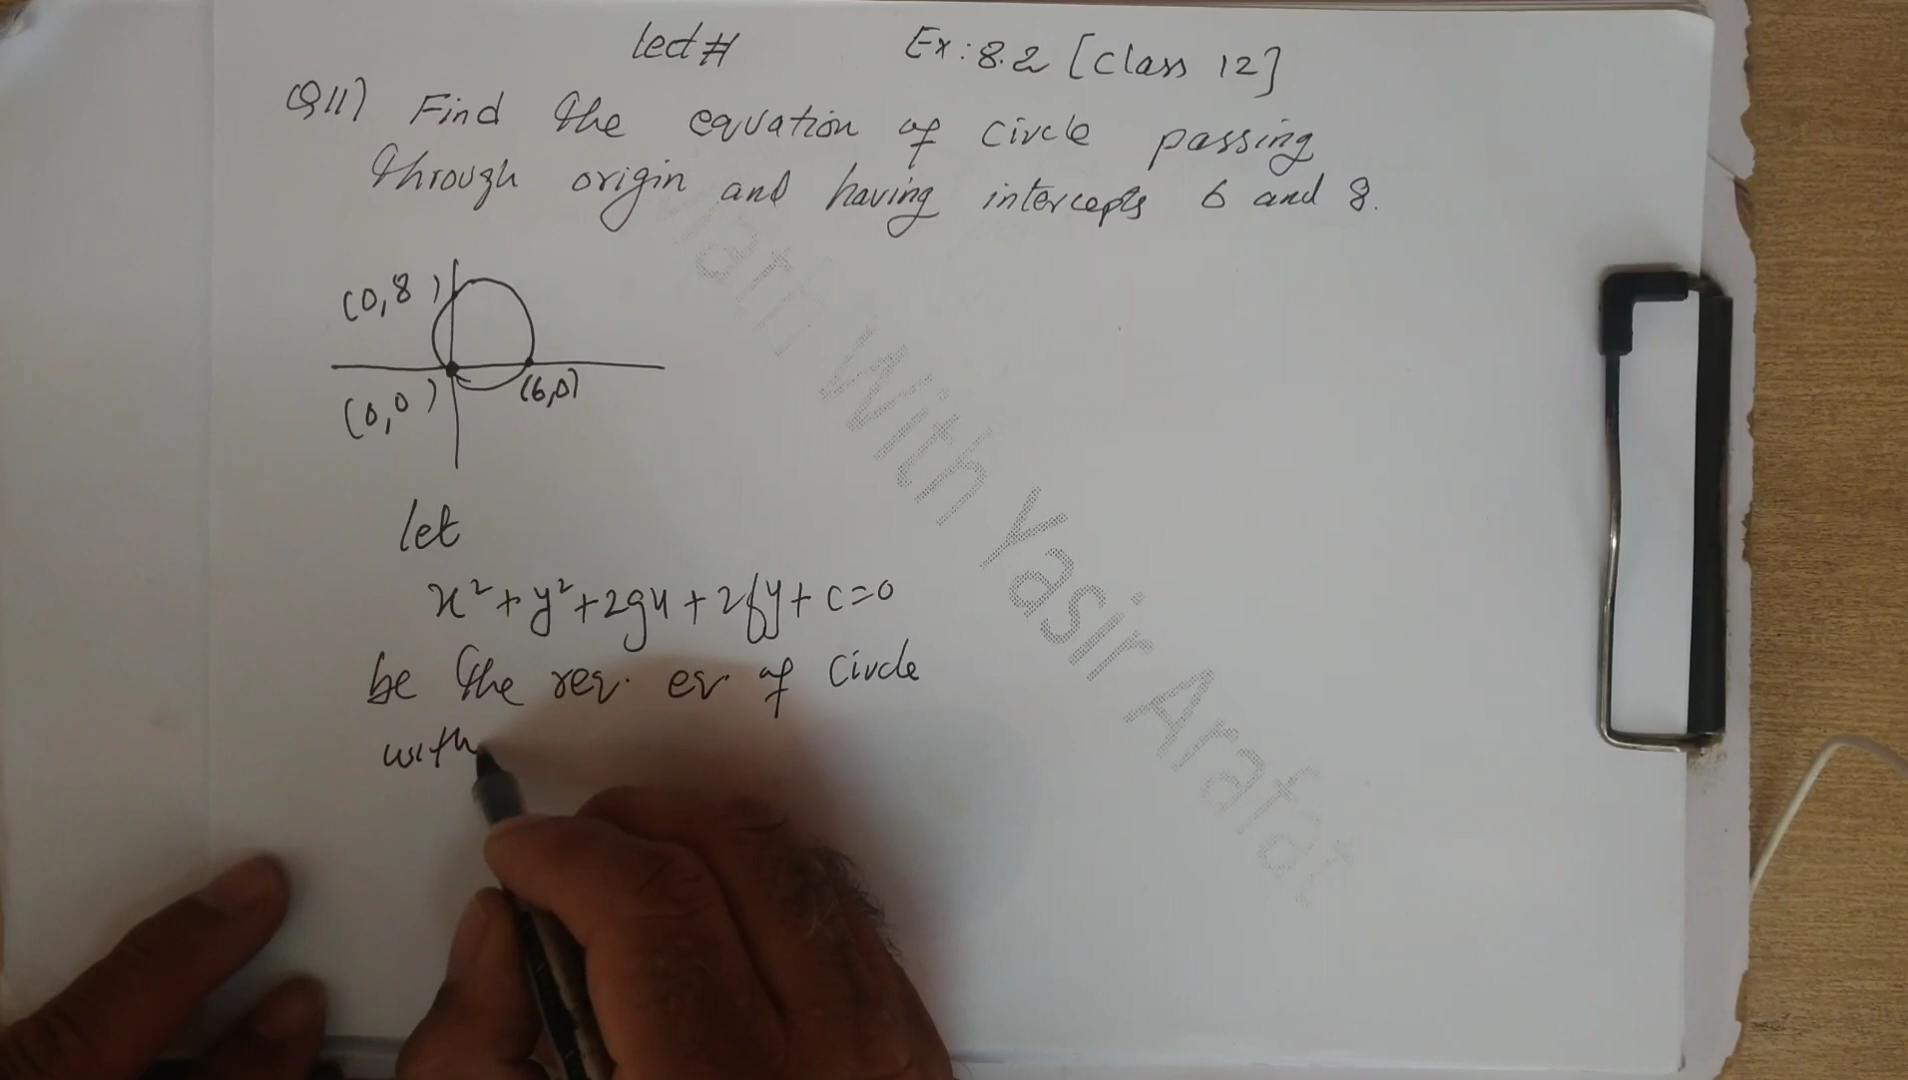 Lect #
Ex: 8.2 [Class 12]
Q11) Find the equation of circle passing
through origin and having intercepts 6 and 8.
(0,8)
(0,0)
(6,0)
let
x² + y² + 2gx + 2fy + c = 0
be the req. eq. of Circle
with
Math With Yasir Arafat